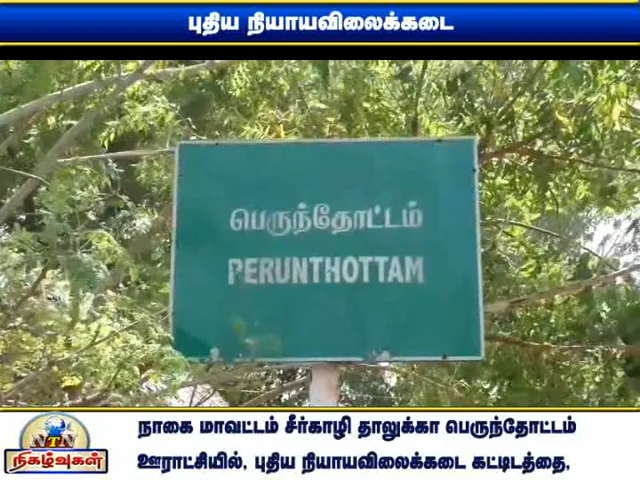 புதிய நியாயவிலைக்கடை
பெருந்தோட்டம்
PERUNTHOTTAM
NTN
நிகழ்வுகள்
நாகை மாவட்டம் சீர்காழி தாலுக்கா பெருந்தோட்டம்
ஊராட்சியில், புதிய நியாயவிலைக்கடை கட்டிடத்தை,